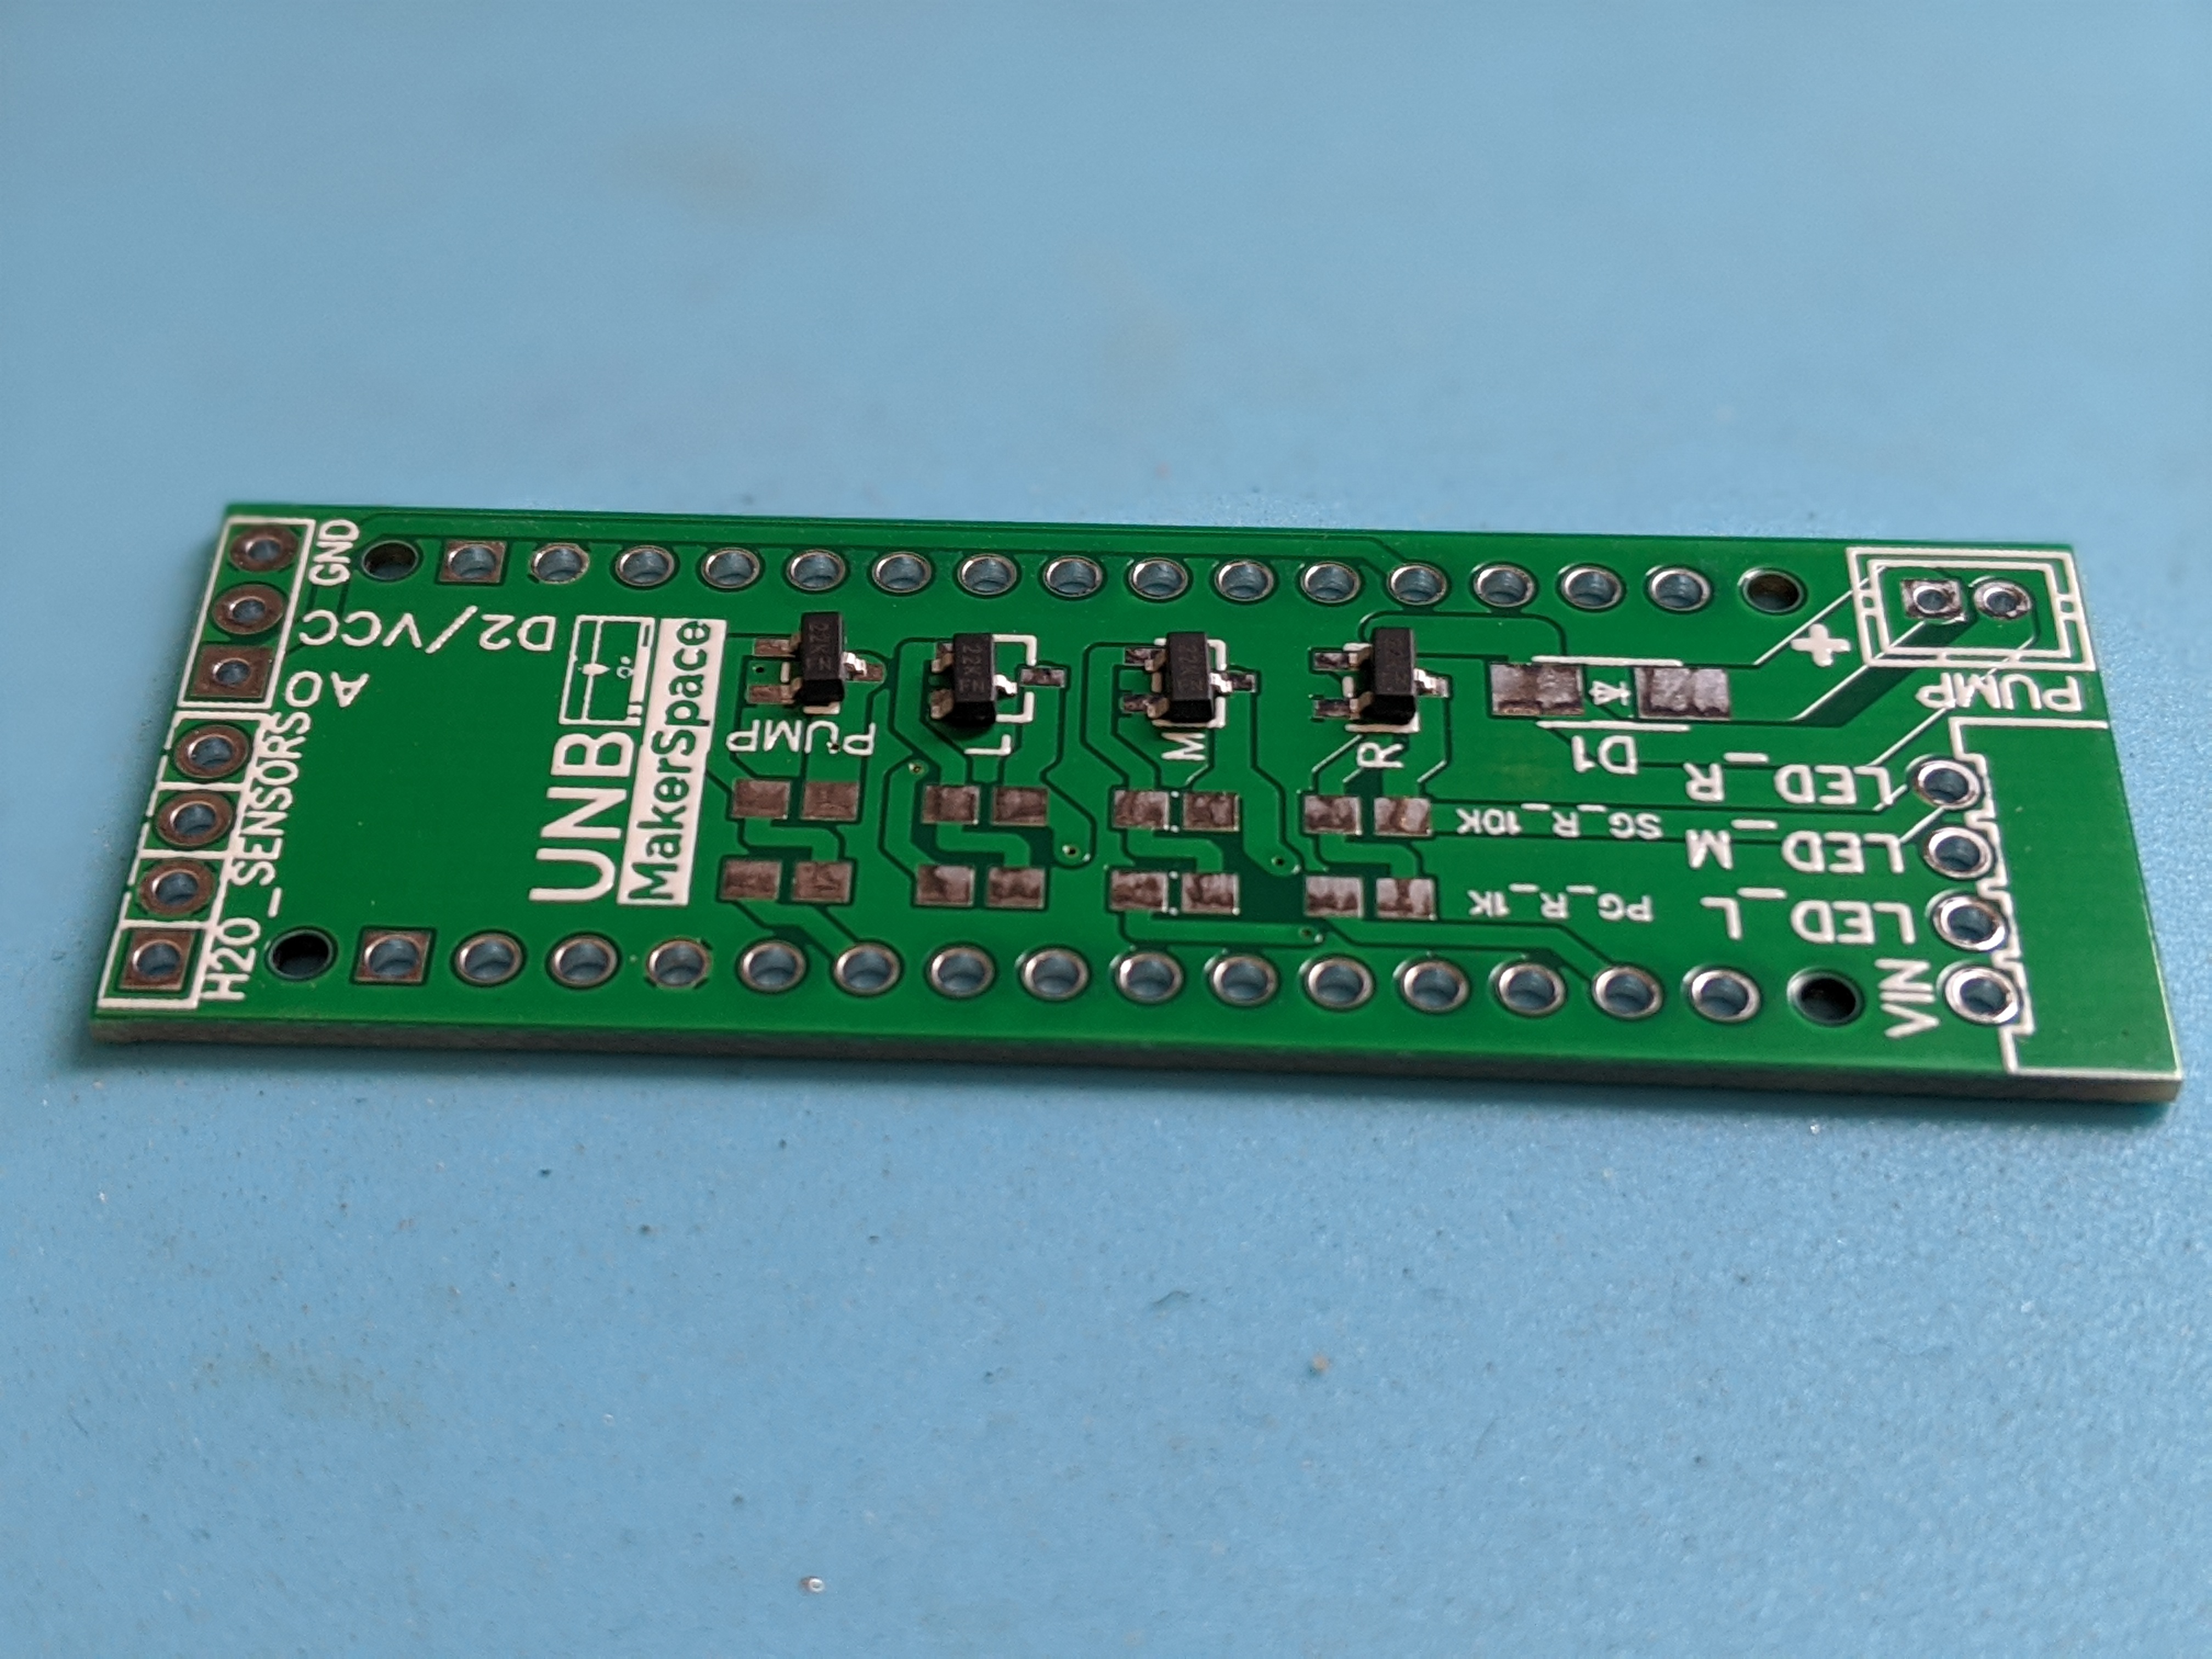 GND
D2/VCC
A0
H2O_SENSORS
UNB
MakerSpace
PUMP
L
M
R
D1
+
PUMP
SG_R_10K
PG_R_1K
LED_R
LED_M
LED_L
VIN